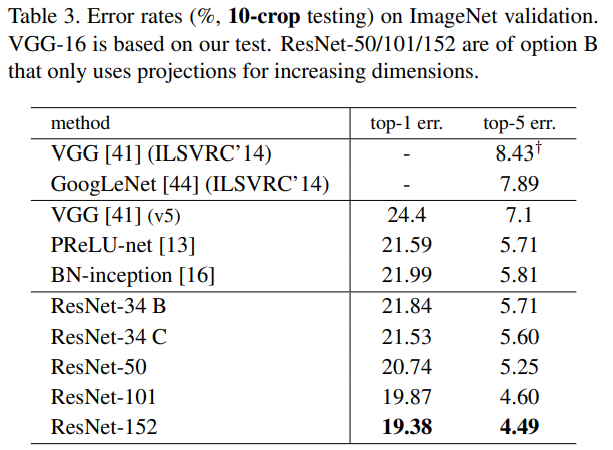 Table 3. Error rates (%, 10-crop testing) on ImageNet validation.
VGG-16 is based on our test. ResNet-50/101/152 are of option B
that only uses projections for increasing dimensions.
method top-1 err. top-5 err.
VGG [41] (ILSVRC’14) - 8.43†
GoogLeNet [44] (ILSVRC’14) - 7.89
VGG [41] (v5) 24.4 7.1
PReLU-net [13] 21.59 5.71
BN-inception [16] 21.99 5.81
ResNet-34 B 21.84 5.71
ResNet-34 C 21.53 5.60
ResNet-50 20.74 5.25
ResNet-101 19.87 4.60
ResNet-152 19.38 4.49